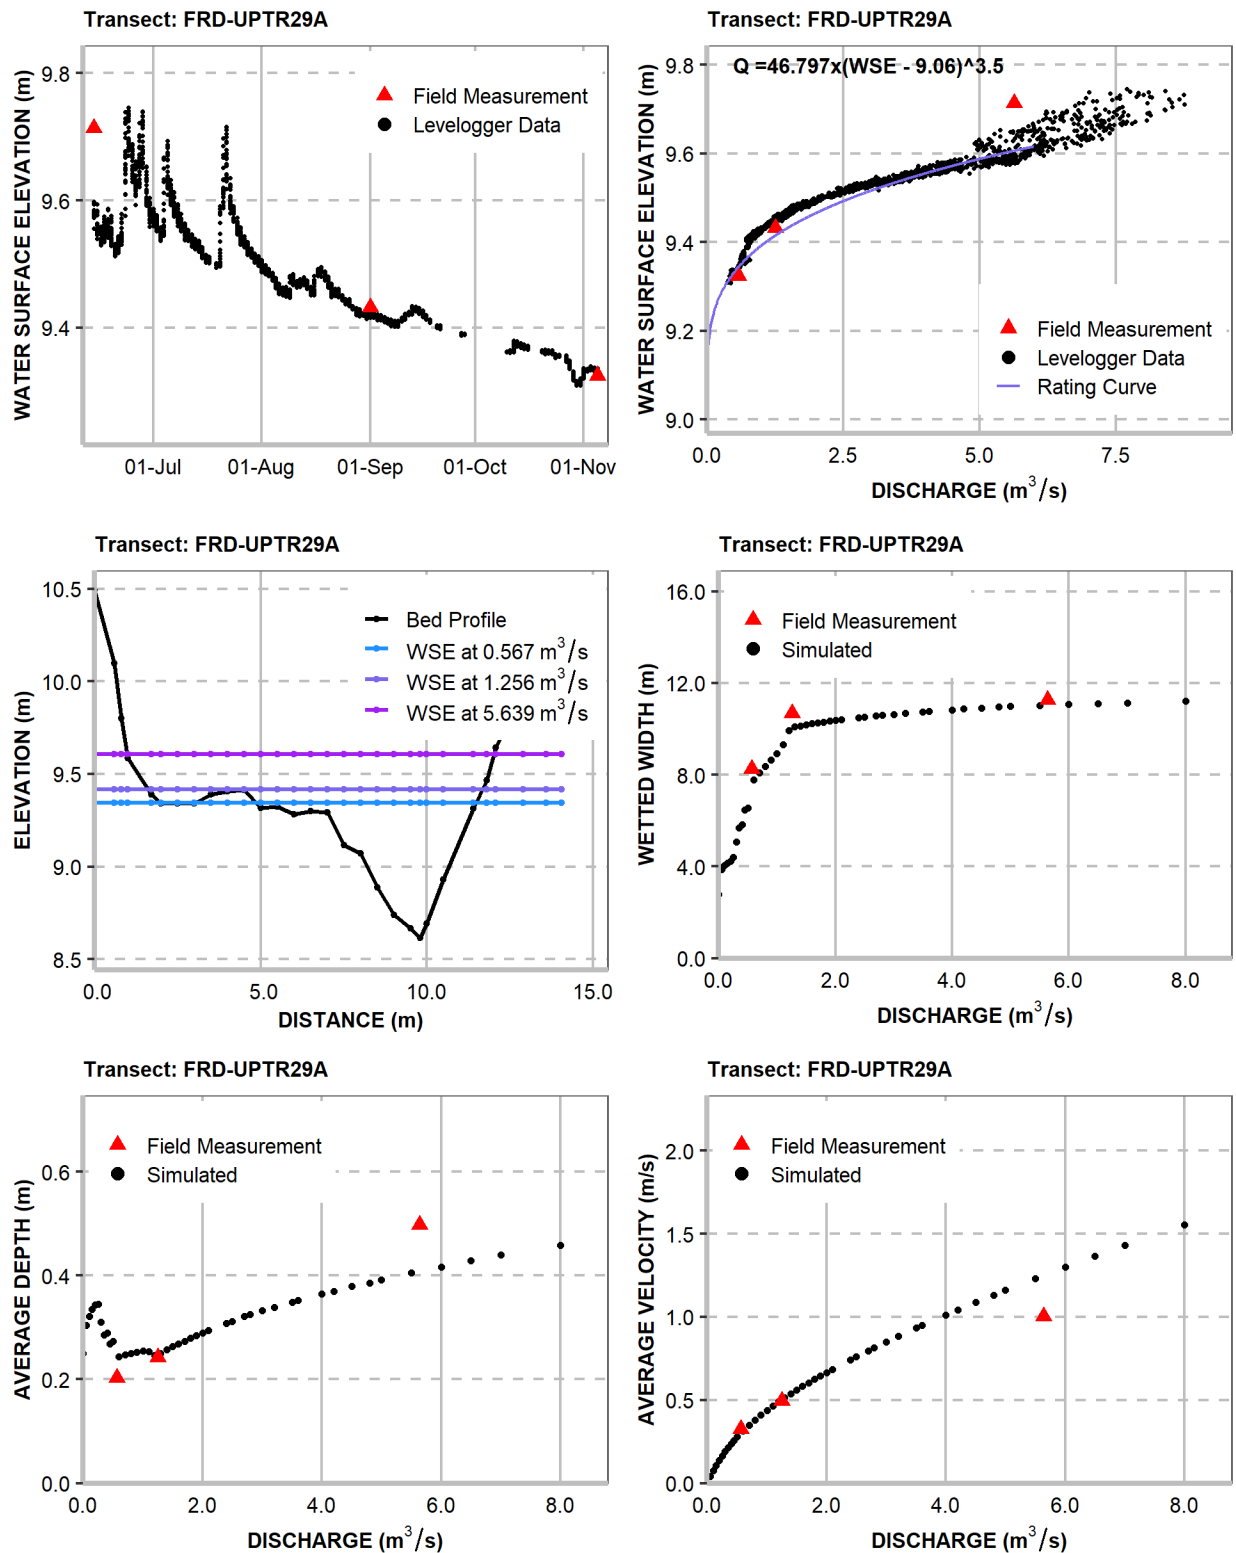 Transect: FRD-UPTR29A
WATER SURFACE ELEVATION (m)
9.8
9.6
9.4
Field Measurement
Levelogger Data
01-Jul
01-Aug
01-Sep
01-Oct
01-Nov
Transect: FRD-UPTR29A
WATER SURFACE ELEVATION (m)
Q =46.797x(WSE - 9.06)^3.5
9.8
9.6
9.4
9.2
9.0
Field Measurement
Levelogger Data
Rating Curve
0.0
2.5
5.0
7.5
DISCHARGE (m³/s)
Transect: FRD-UPTR29A
ELEVATION (m)
10.5
10.0
9.5
9.0
8.5
Bed Profile
WSE at 0.567 m³/s
WSE at 1.256 m³/s
WSE at 5.639 m³/s
0.0
5.0
10.0
15.0
DISTANCE (m)
Transect: FRD-UPTR29A
WETTED WIDTH (m)
16.0
12.0
8.0
4.0
0.0
Field Measurement
Simulated
0.0
2.0
4.0
6.0
8.0
DISCHARGE (m³/s)
Transect: FRD-UPTR29A
AVERAGE DEPTH (m)
0.6
0.4
0.2
0.0
Field Measurement
Simulated
0.0
2.0
4.0
6.0
8.0
DISCHARGE (m³/s)
Transect: FRD-UPTR29A
AVERAGE VELOCITY (m/s)
2.0
1.5
1.0
0.5
0.0
Field Measurement
Simulated
0.0
2.0
4.0
6.0
8.0
DISCHARGE (m³/s)